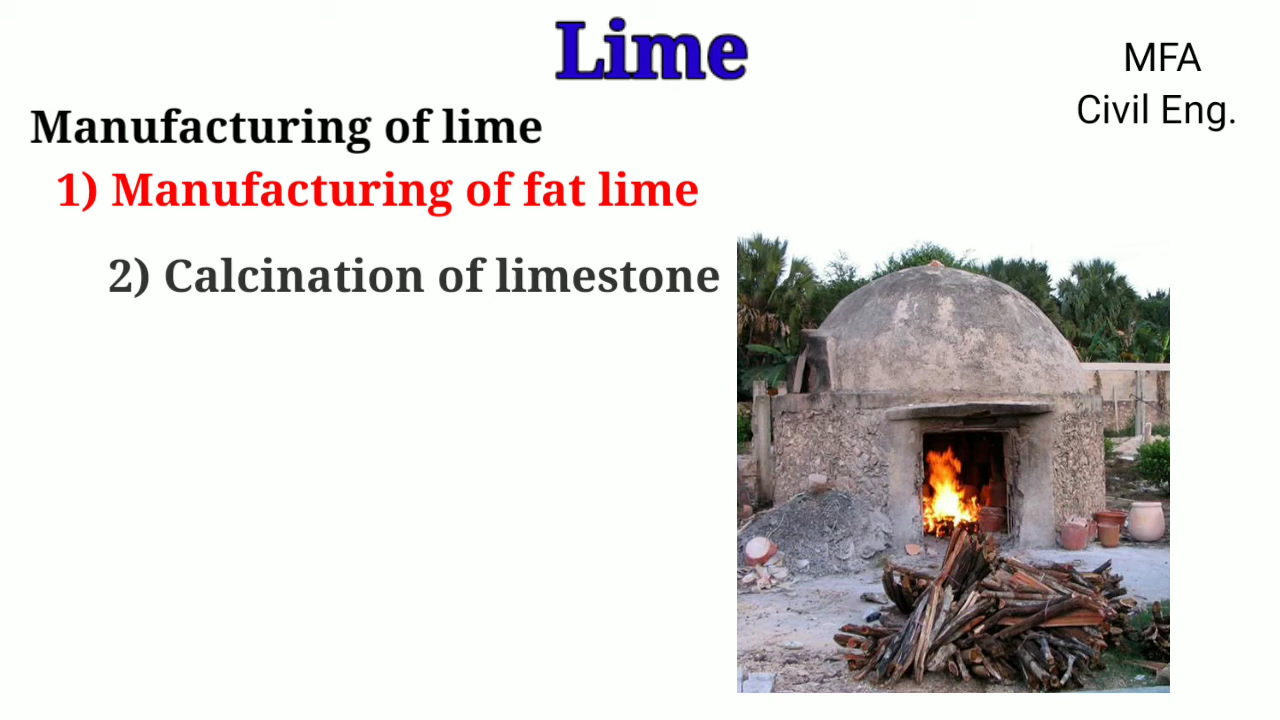 Lime
MFA
Civil Eng.
Manufacturing of lime
1) Manufacturing of fat lime
2) Calcination of limestone